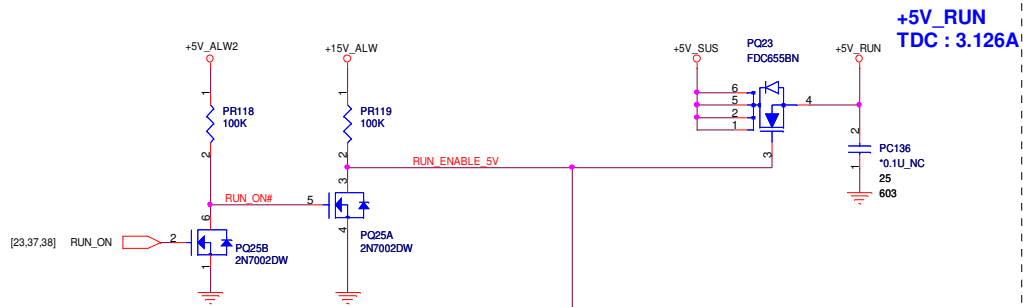 +5V_RUN
TDC : 3.126A
+5V_ALW2
+15V_ALW
+5V_SUS
PQ23
FDC655BN
+5V_RUN
1
PR118
100K
2
1
PR119
100K
2
6
5
2
1
4
3
2
1
PC136
*0.1U_NC
25
603
RUN_ENABLE_5V
RUN_ON#
5
3
4
PQ25A
2N7002DW
[23,37,38]
RUN_ON
2
6
1
PQ25B
2N7002DW